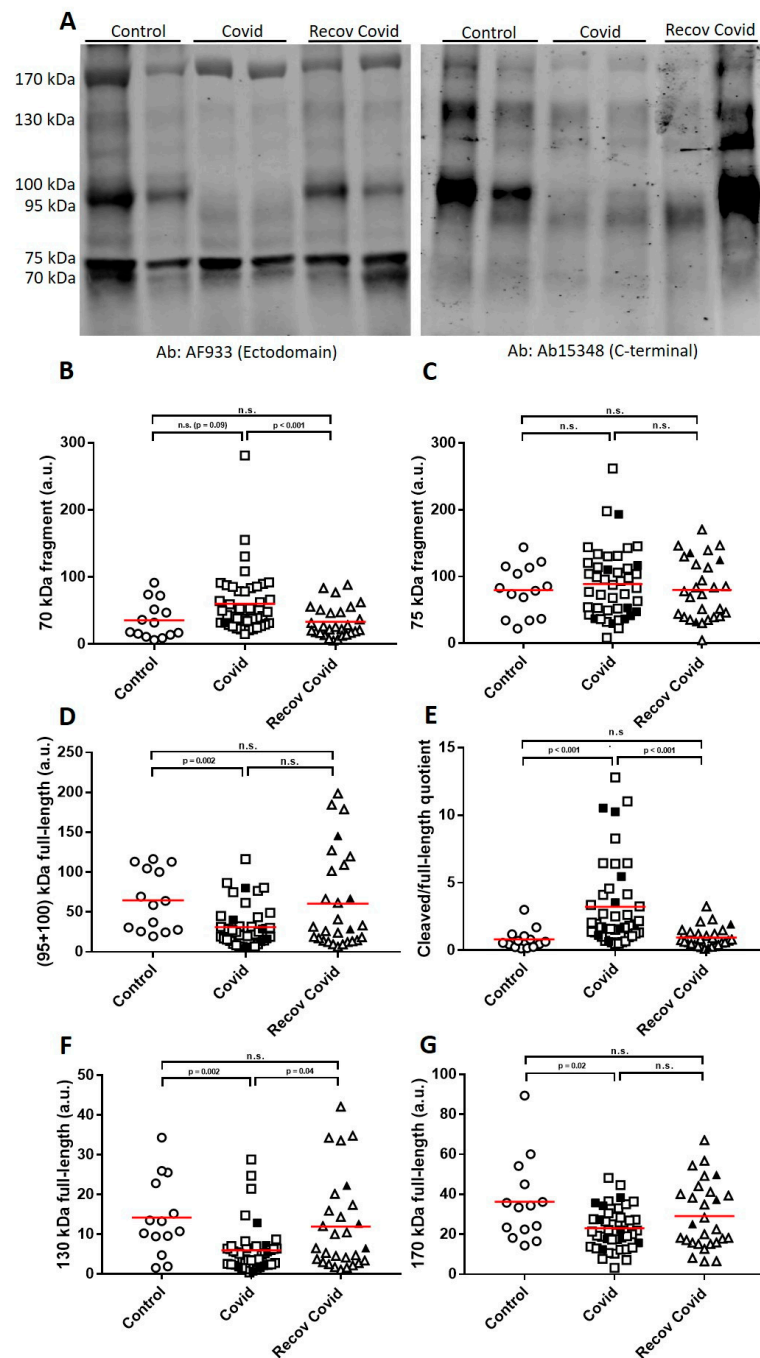 A
Control Covid Recov Covid Control Covid Recov Covid
170 kDa
130 kDa
100 kDa
95 kDa
75 kDa
70 kDa
Ab: AF933 (Ectodomain) Ab: Ab15348 (C-terminal)
B
n.s.
n.s. (p = 0.09) p < 0.001
70 kDa fragment (a.u.)
300
200
100
0
Control Covid Recov Covid
C
n.s.
n.s. n.s.
75 kDa fragment (a.u.)
300
200
100
0
Control Covid Recov Covid
D
n.s.
p = 0.002 n.s.
(95+100) kDa full-length (a.u.)
250
200
150
100
50
0
Control Covid Recov Covid
E
n.s
p < 0.001 p < 0.001
Cleaved/full-length quotient
15
10
5
0
Control Covid Recov Covid
F
n.s.
p = 0.002 p = 0.04
130 kDa full-length (a.u.)
50
40
30
20
10
0
Control Covid Recov Covid
G
n.s.
p = 0.02 n.s.
170 kDa full-length (a.u.)
100
80
60
40
20
0
Control Covid Recov Covid